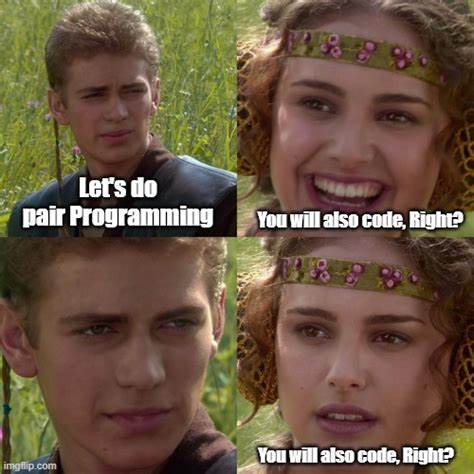 Let's do
pair Programming
You will also code, Right?
You will also code, Right?
imgflip.com